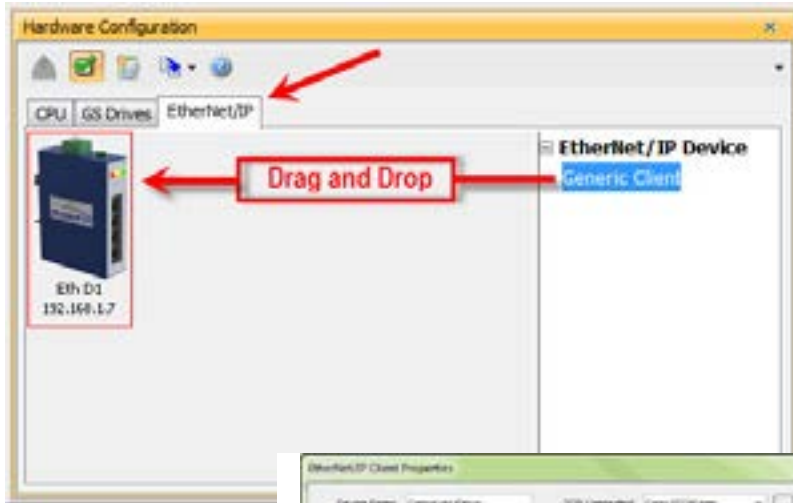 Hardware Configuration
CPU GS Drives EtherNet/IP
EtherNet/IP Device
Generic Client
Drag and Drop
Eth D1
192.168.1.7
EtherNet/IP Client Properties